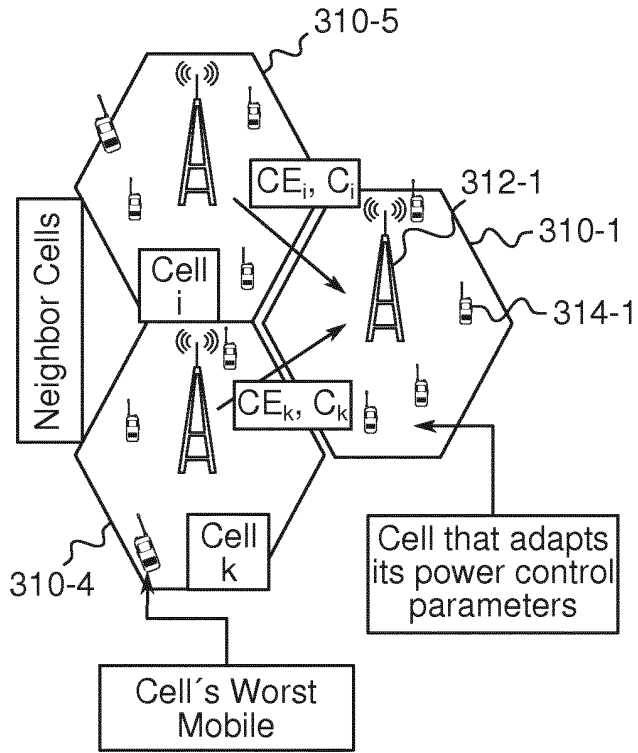 310-5
CEi, Ci
312-1
310-1
Cell
i
314-1
Neighbor Cells
CEk, Ck
Cell
k
310-4
Cell that adapts
its power control
parameters
Cell´s Worst
Mobile